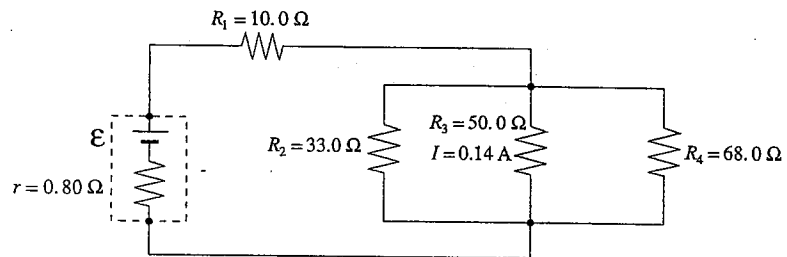 R₁ = 10.0 Ω
ε
r = 0.80 Ω
R₂ = 33.0 Ω
R₃ = 50.0 Ω
I = 0.14 A
R₄ = 68.0 Ω